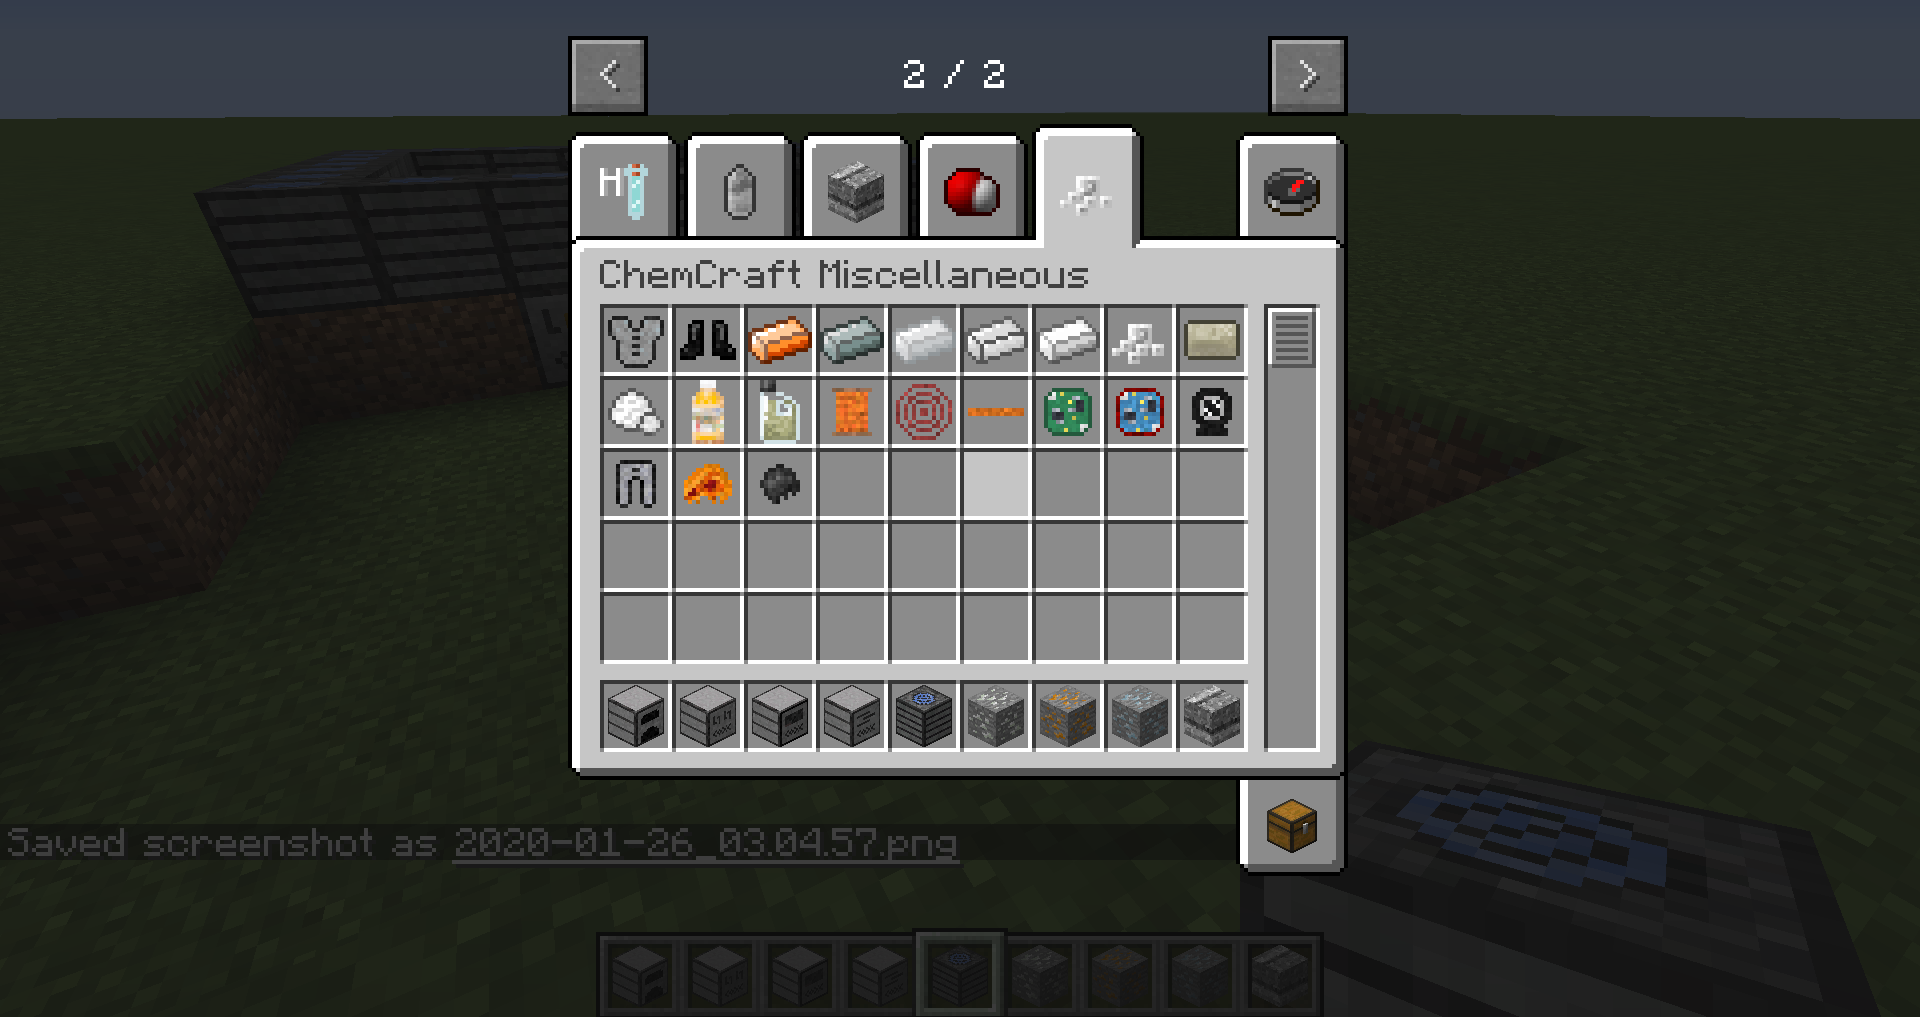 < 2 / 2 >
H
ChemCraft Miscellaneous
Saved screenshot as 2020-01-26_03.04.57.png